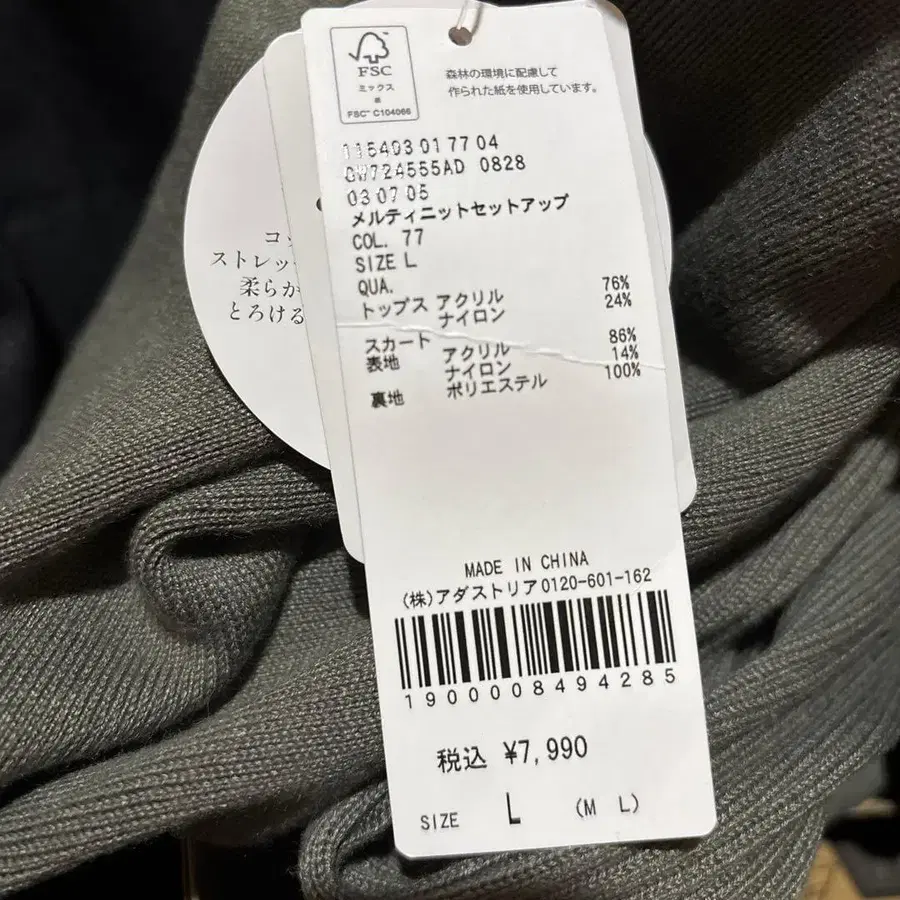 FSC
ミックス
紙
FSC™ C104066
森林の環境に配慮して
作られた紙を使用しています。
115403 01 77 04
CW724555AD 0828
03 07 05
メルティニットセットアップ
COL. 77
SIZE L
QUA.
トップス アクリル 76%
ナイロン 24%
スカート
表地 アクリル 86%
ナイロン 14%
裏地 ポリエステル 100%
MADE IN CHINA
(株)アダストリア0120-601-162
1900008494285
税込 ¥7,990
SIZE L (M L)
ストレッ
柔らか
とろける